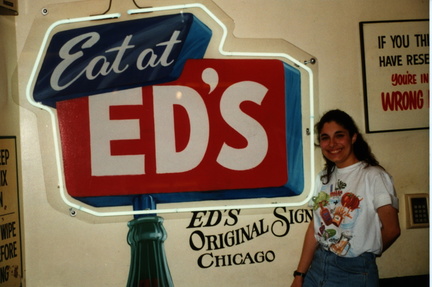 Eat at
ED'S
ED'S
ORIGINAL SIGN
CHICAGO
IF YOU TH
HAVE RESE
YOU'RE IN
WRONG
EP
IX
N,
WIPE
FORE
NG